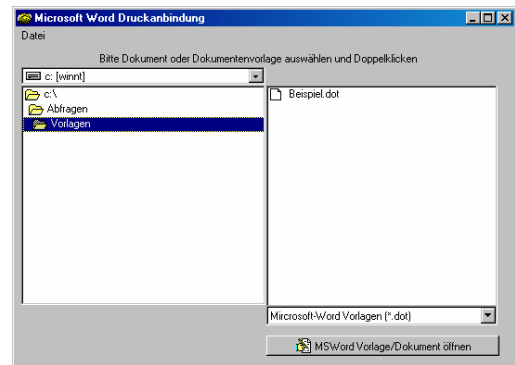 Microsoft Word Druckanbindung
Datei
Bitte Dokument oder Dokumentenvorlage auswählen und Doppelklicken
c: [winnt]
c:\
Abfragen
Vorlagen
Beispiel.dot
Mircrosoft-Word Vorlagen (*.dot)
MSWord Vorlage/Dokument öffnen